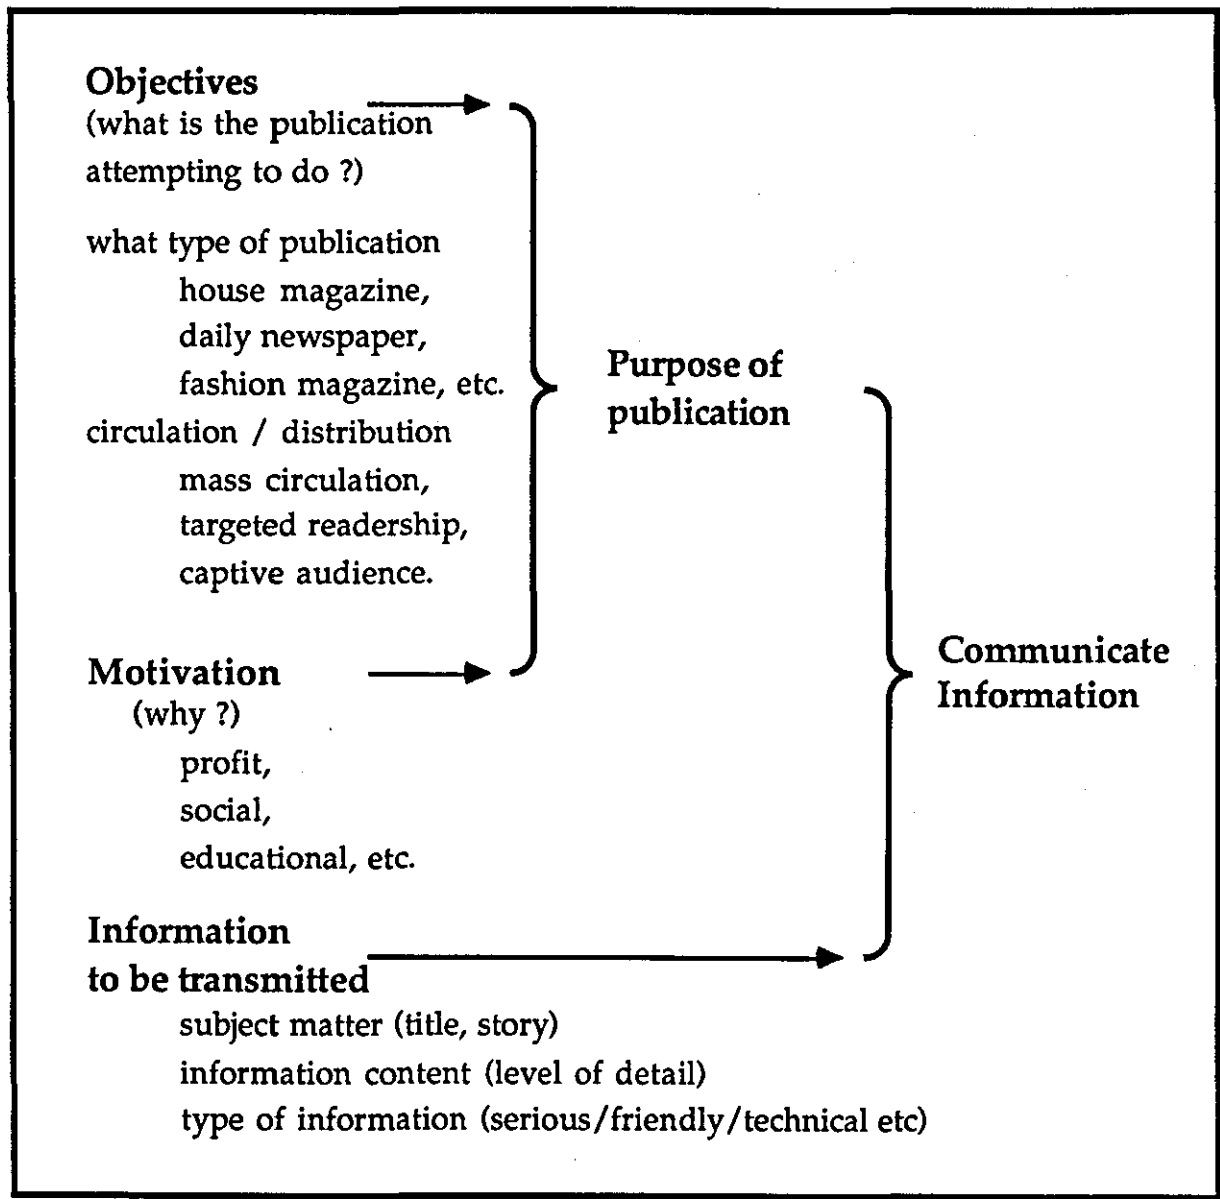 Objectives
(what is the publication
attempting to do ?)
what type of publication
house magazine,
daily newspaper,
fashion magazine, etc.
circulation / distribution
mass circulation,
targeted readership,
captive audience.
Purpose of
publication
Motivation
(why ?)
profit,
social,
educational, etc.
Communicate
Information
Information
to be transmitted
subject matter (title, story)
information content (level of detail)
type of information (serious/friendly/technical etc)